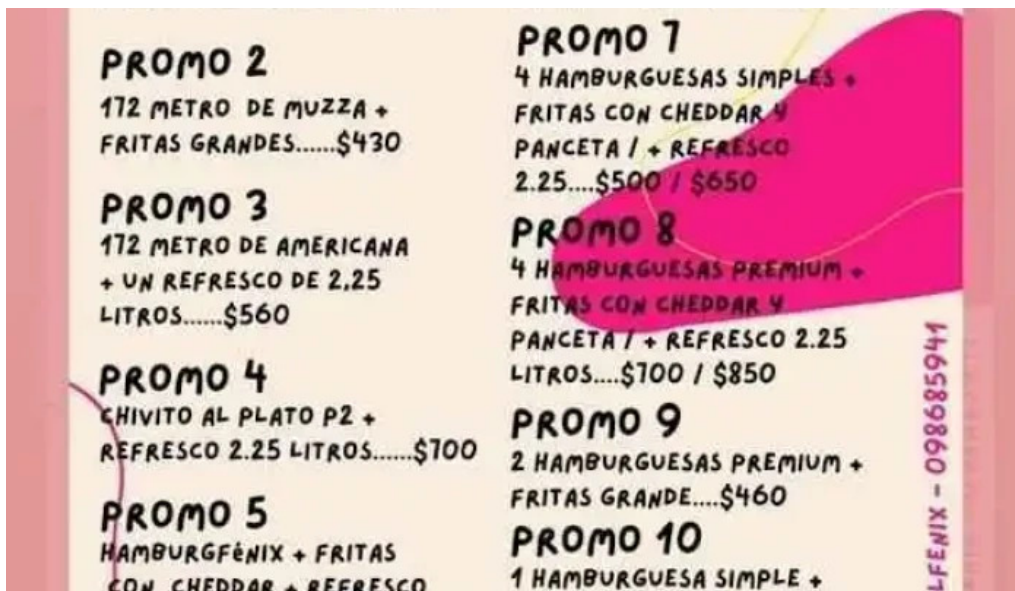 PROMO 2
172 METRO DE MUZZA +
FRITAS GRANDES......$430
PROMO 3
172 METRO DE AMERICANA
+ UN REFRESCO DE 2.25
LITROS......$560
PROMO 4
CHIVITO AL PLATO P2 +
REFRESCO 2.25 LITROS......$700
PROMO 5
HAMBURGFéNIX + FRITAS
CON CHEDDAR + REFRESCO
PROMO 7
4 HAMBURGUESAS SIMPLES +
FRITAS CON CHEDDAR Y
PANCETA / + REFRESCO
2.25....$500 / $650
PROMO 8
4 HAMBURGUESAS PREMIUM +
FRITAS CON CHEDDAR Y
PANCETA / + REFRESCO 2.25
LITROS....$700 / $850
PROMO 9
2 HAMBURGUESAS PREMIUM +
FRITAS GRANDE....$460
PROMO 10
1 HAMBURGUESA SIMPLE +
LFENIX - 098685941